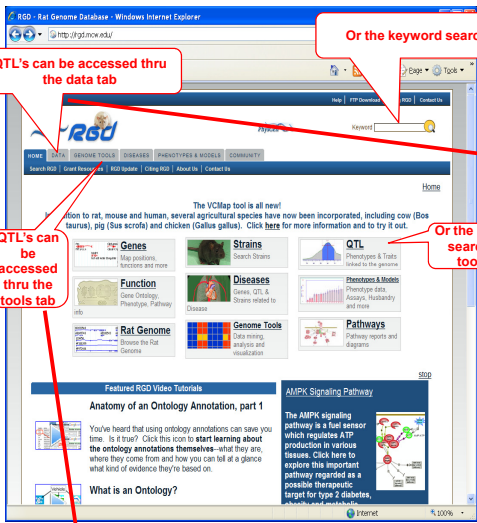 RGD - Rat Genome Database - Windows Internet Explorer
http://rgd.mcw.edu/
Or the keyword searc
QTL's can be accessed thru
the data tab
Page Tools
Help | FTP Download RGD | Contact Us
RGD
Keyword
HOME DATA GENOME TOOLS DISEASES PHENOTYPES & MODELS COMMUNITY
Search RGD | Grant Resources | RGD Update | Citing RGD | About Us | Contact Us
Home
The VCMap tool is all new!
ition to rat, mouse and human, several agricultural species have now been incorporated, including cow (Bos
taurus), pig (Sus scrofa) and chicken (Gallus gallus). Click here for more information and to try it out.
QTL's can
be
accessed
thru the
tools tab
Or the
searc
too
Genes
Map positions,
functions and more
Strains
Search Strains
QTL
Phenotypes & Traits
linked to the genome
Function
Gene Ontology,
Phenotype, Pathway
info
Diseases
Genes, QTL &
Strains related to
Disease
Phenotypes & Models
Phenotype data,
Assays, Husbandry
and more
Rat Genome
Browse the Rat
Genome
Genome Tools
Data mining,
analysis and
visualization
Pathways
Pathway reports and
diagrams
stop
Featured RGD Video Tutorials
Anatomy of an Ontology Annotation, part 1
You've heard that using ontology annotations can save you
time. Is it true? Click this icon to start learning about
the ontology annotations themselves--what they are,
where they come from and how you can tell at a glance
what kind of evidence they're based on.
Vehicle
What is an Ontology?
AMPK Signaling Pathway
The AMPK signaling
pathway is a fuel sensor
which regulates ATP
production in various
tissues. Click here to
explore this important
pathway regarded as a
possible therapeutic
target for type 2 diabetes,
obesity and metabolic
Internet
100%